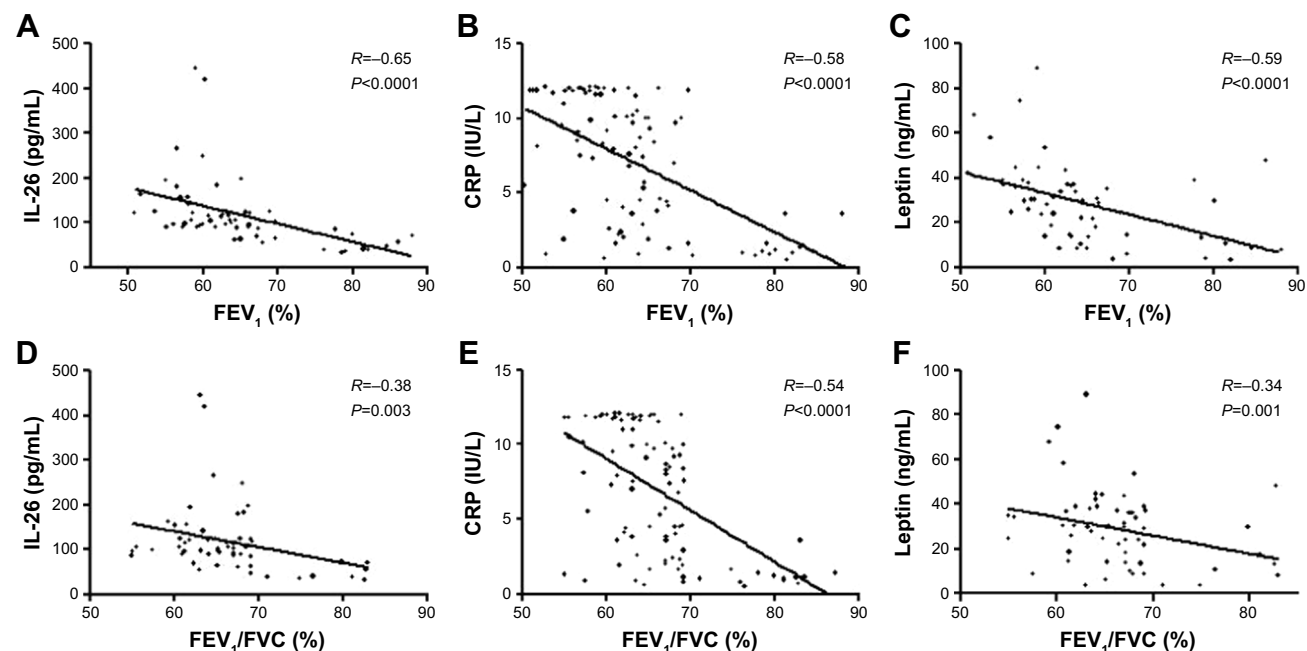 A
IL-26 (pg/mL)
500
400
300
200
100
0
50 60 70 80 90
FEV1 (%)
R=–0.65
P<0.0001
B
CRP (IU/L)
15
10
5
0
50 60 70 80 90
FEV1 (%)
R=–0.58
P<0.0001
C
Leptin (ng/mL)
100
80
60
40
20
0
50 60 70 80 90
FEV1 (%)
R=–0.59
P<0.0001
D
IL-26 (pg/mL)
500
400
300
200
100
0
50 60 70 80 90
FEV1/FVC (%)
R=–0.38
P=0.003
E
CRP (IU/L)
15
10
5
0
50 60 70 80 90
FEV1/FVC (%)
R=–0.54
P<0.0001
F
Leptin (ng/mL)
100
80
60
40
20
0
50 60 70 80
FEV1/FVC (%)
R=–0.34
P=0.001